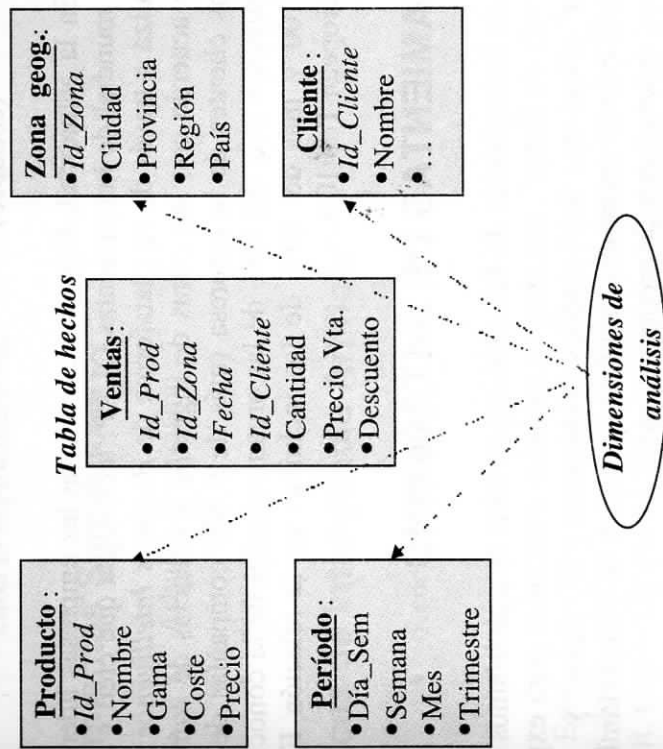 Producto:
•Id_Prod
•Nombre
•Gama
•Coste
•Precio
Período:
•Día_Sem
•Semana
•Mes
•Trimestre
Tabla de hechos
Ventas:
•Id_Prod
•Id_Zona
•Fecha
•Id_Cliente
•Cantidad
•Precio Vta.
•Descuento
Zona geog.:
•Id_Zona
•Ciudad
•Provincia
•Región
•País
Cliente:
•Id_Cliente
•Nombre
•...
Dimensiones de
análisis